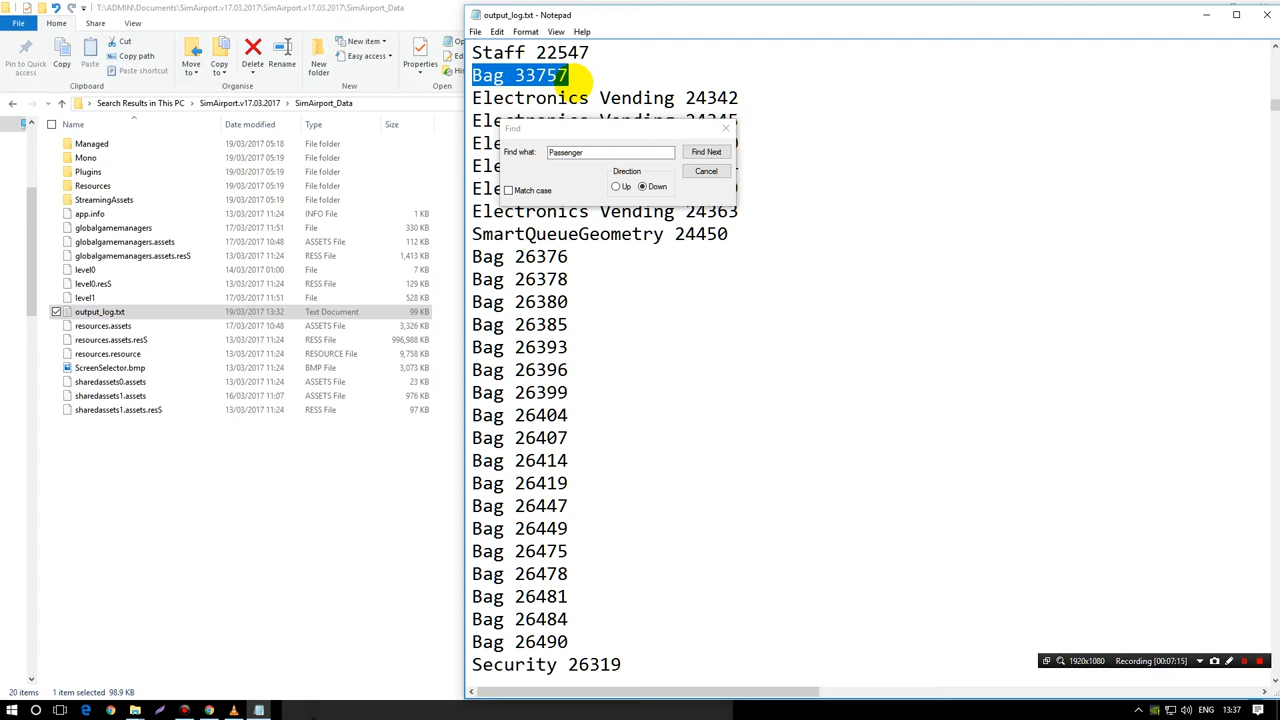 T:\ADMIN\Documents\SimAirport.v17.03.2017\SimAirport.v17.03.2017\SimAirport_Data
File Home Share View
Pin to Quick Access
Copy
Cut
Copy path
Paste shortcut
Move to
Copy to
Delete
Rename
New folder
New item
Easy access
Properties
Clipboard Organise New Open
Search Results in This PC SimAirport.v17.03.2017 SimAirport_Data
Name Date modified Type Size
Managed 19/03/2017 05:18 File folder
Mono 19/03/2017 05:18 File folder
Plugins 19/03/2017 05:18 File folder
Resources 19/03/2017 05:19 File folder
StreamingAssets 19/03/2017 05:19 File folder
app.info 13/03/2017 11:24 INFO File 1 KB
globalgamemanagers 17/03/2017 11:51 File 330 KB
globalgamemanagers.assets 17/03/2017 10:48 ASSETS File 112 KB
globalgamemanagers.assets.resS 13/03/2017 11:24 RESS File 1,413 KB
level0 14/03/2017 01:00 File 7 KB
level0.resS 13/03/2017 11:24 RESS File 129 KB
level1 17/03/2017 11:51 File 528 KB
output_log.txt 19/03/2017 13:32 Text Document 99 KB
resources.assets 17/03/2017 10:48 ASSETS File 3,326 KB
resources.assets.resS 13/03/2017 11:24 RESS File 996,988 KB
resources.resource 13/03/2017 11:24 RESOURCE File 9,758 KB
ScreenSelector.bmp 13/03/2017 11:24 BMP File 3,073 KB
sharedassets0.assets 13/03/2017 11:24 ASSETS File 23 KB
sharedassets1.assets 16/03/2017 11:07 ASSETS File 976 KB
sharedassets1.assets.resS 13/03/2017 11:24 RESS File 97 KB
20 items 1 item selected 98.9 KB
output_log.txt - Notepad
File Edit Format View Help
Staff 22547
Bag 33757
Electronics Vending 24342
Electronics Vending 24345
Find
Find what: Passenger Find Next
Direction Cancel
Up Down
Match case
Electronics Vending 24363
SmartQueueGeometry 24450
Bag 26376
Bag 26378
Bag 26380
Bag 26385
Bag 26393
Bag 26396
Bag 26399
Bag 26404
Bag 26407
Bag 26414
Bag 26419
Bag 26447
Bag 26449
Bag 26475
Bag 26478
Bag 26481
Bag 26484
Bag 26490
Security 26319
1920x1080 Recording [00:07:15]
ENG 13:37